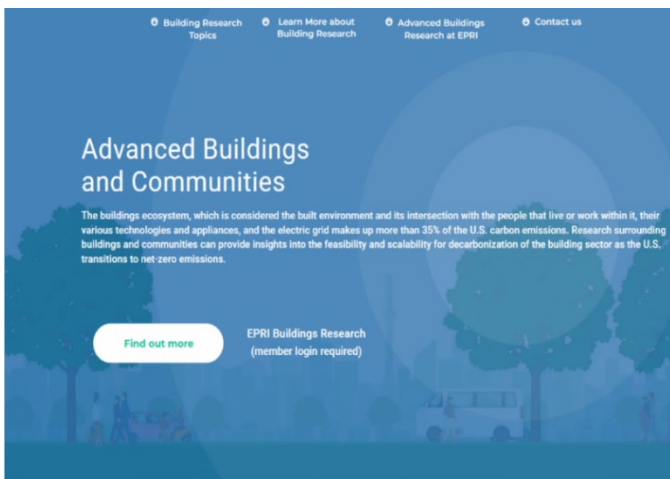 Building Research
Topics
Learn More about
Building Research
Advanced Buildings
Research at EPRI
Contact us
Advanced Buildings
and Communities
The buildings ecosystem, which is considered the built environment and its intersection with the people that live or work within it, their
various technologies and appliances, and the electric grid makes up more than 35% of the U.S. carbon emissions. Research surrounding
buildings and communities can provide insights into the feasibility and scalability for decarbonization of the building sector as the U.S.
transitions to net-zero emissions.
Find out more
EPRI Buildings Research
(member login required)